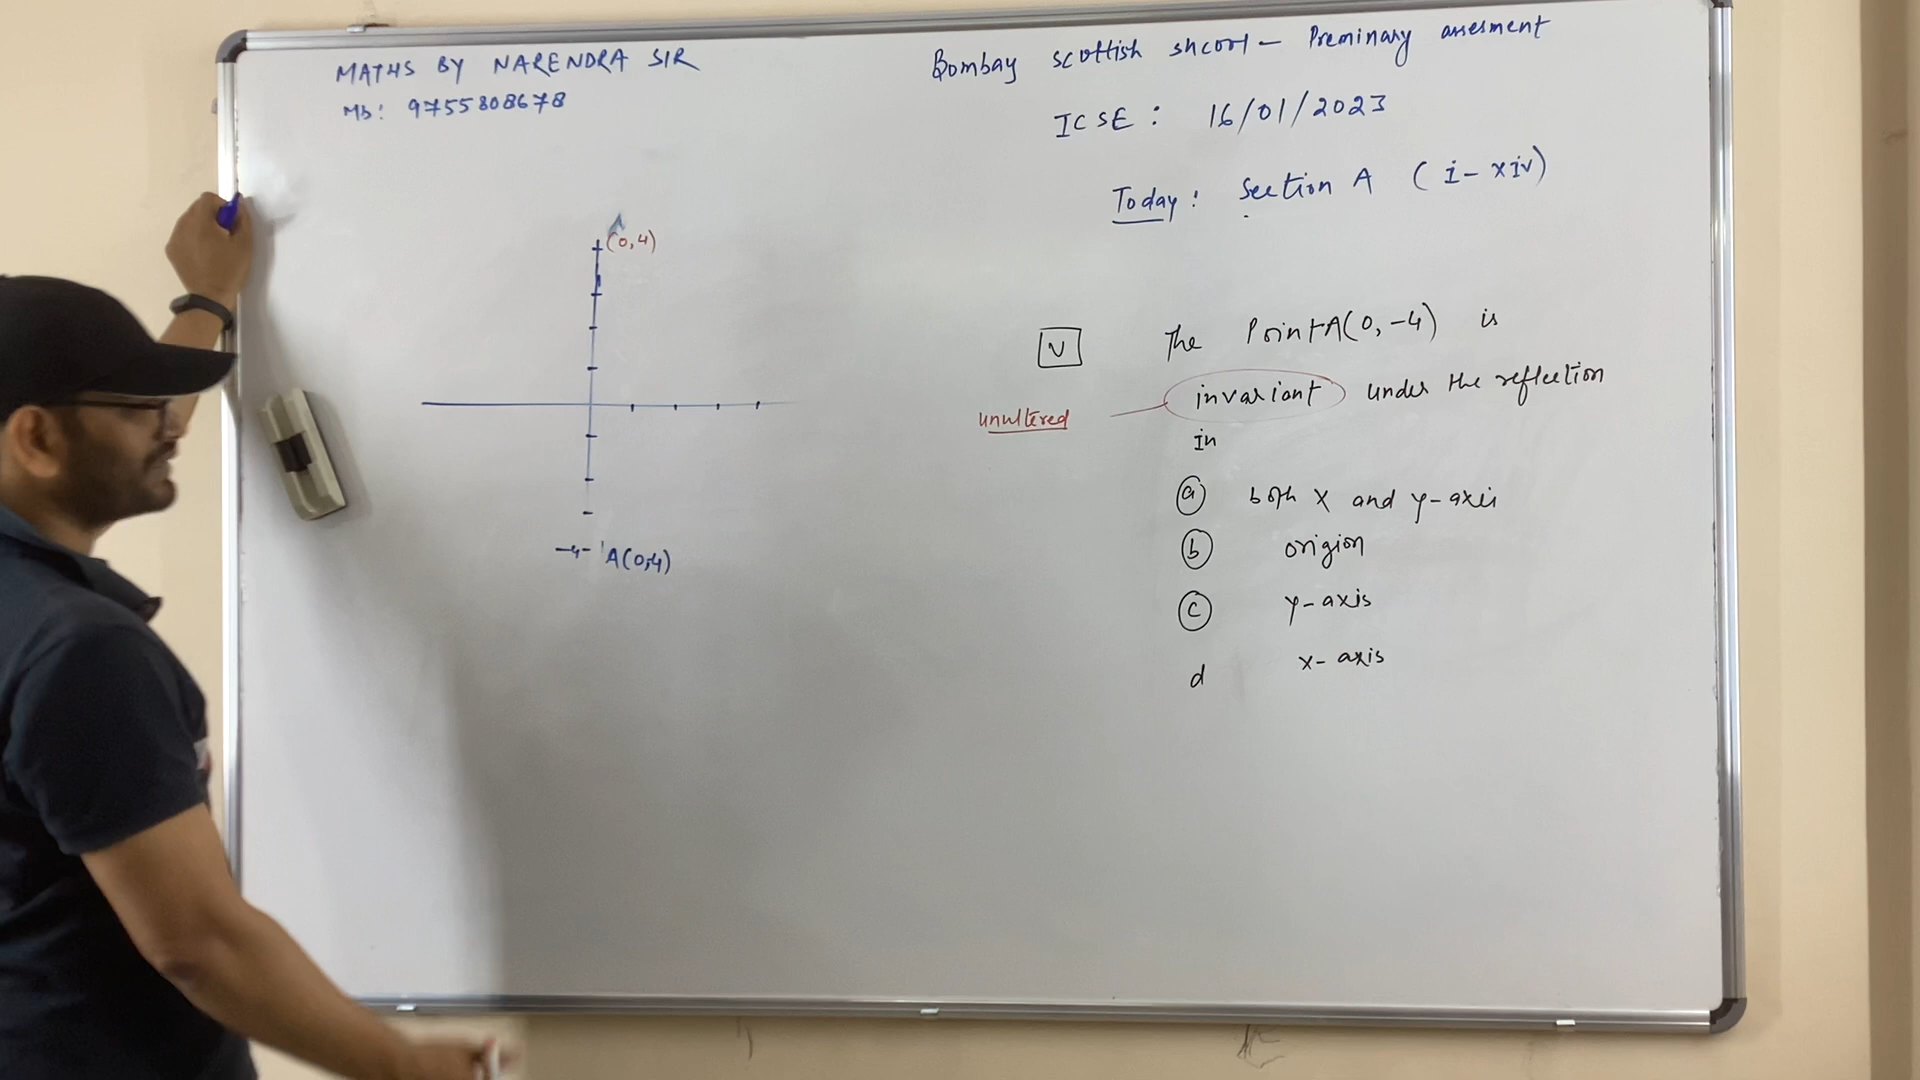 MATHS BY NARENDRA SIR
Mb: 9755808678
Bombay scottish shcool - Preminary assesment
ICSE : 16/01/2023
Today : Section A ( i - xiv)
(0,4)
-4- A(0,4)
V The Point A(0, -4) is
invariant under the reflection
unultered
in
a both X and y-axis
b origion
c y-axis
d x-axis